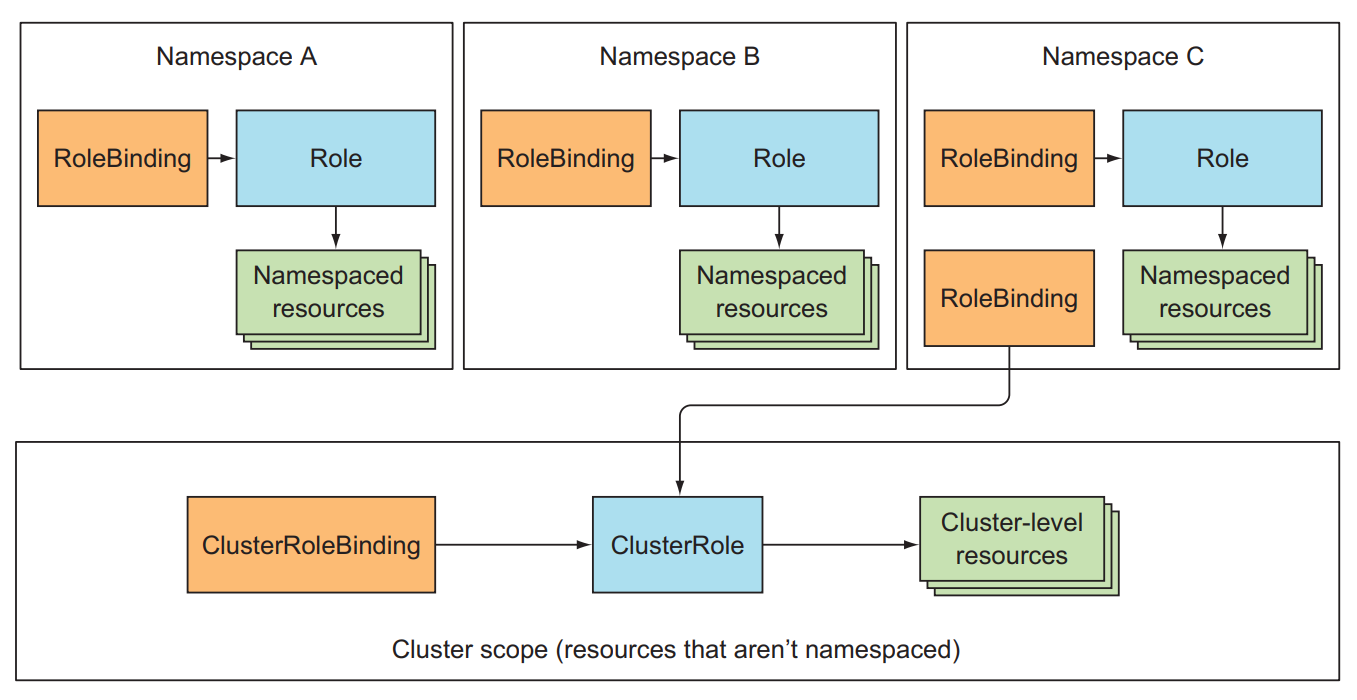 Namespace A
RoleBinding
Role
Namespaced
resources
Namespace B
RoleBinding
Role
Namespaced
resources
Namespace C
RoleBinding
Role
RoleBinding
Namespaced
resources
ClusterRoleBinding
ClusterRole
Cluster-level
resources
Cluster scope (resources that aren’t namespaced)